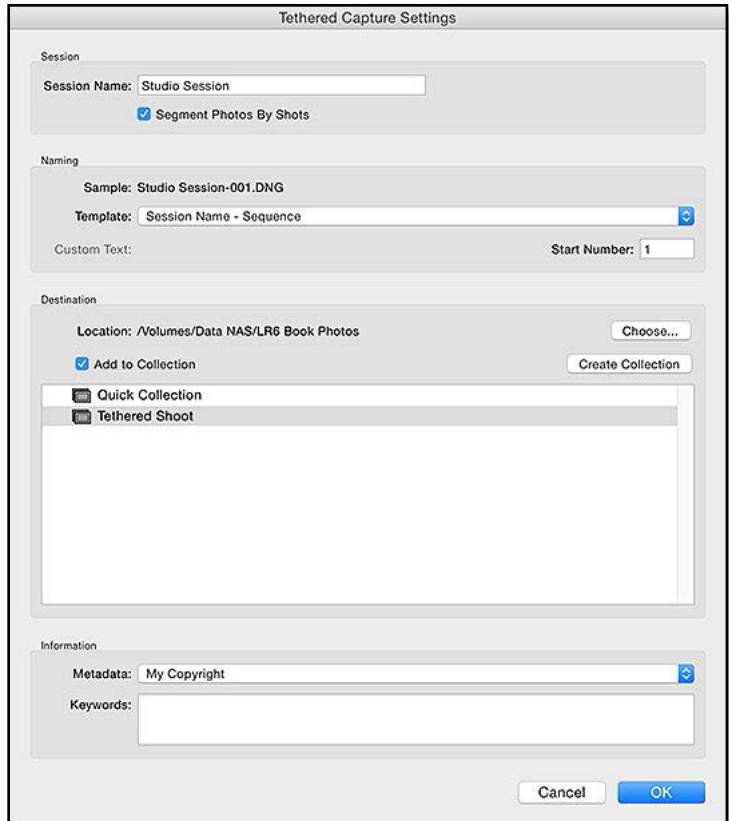 Tethered Capture Settings
Session
Session Name: Studio Session
Segment Photos By Shots
Naming
Sample: Studio Session-001.DNG
Template: Session Name - Sequence
Custom Text: Start Number: 1
Destination
Location: /Volumes/Data NAS/LR6 Book Photos Choose...
Add to Collection Create Collection
Quick Collection
Tethered Shoot
Information
Metadata: My Copyright
Keywords:
Cancel OK